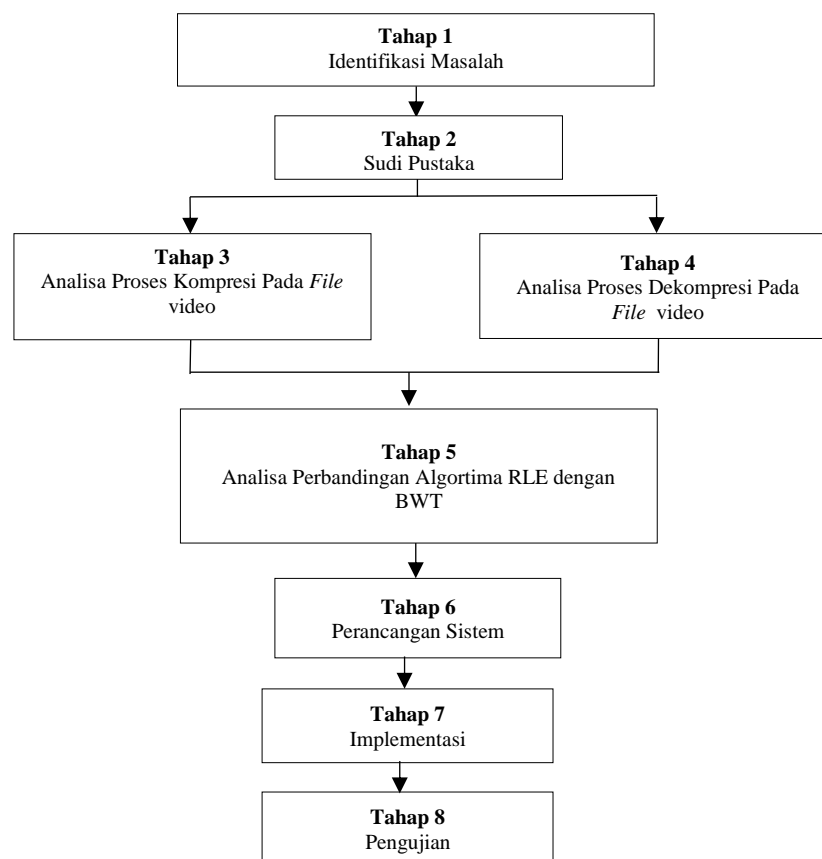 Tahap 1
Identifikasi Masalah
Tahap 2
Sudi Pustaka
Tahap 3
Analisa Proses Kompresi Pada File
video
Tahap 4
Analisa Proses Dekompresi Pada
File video
Tahap 5
Analisa Perbandingan Algortima RLE dengan
BWT
Tahap 6
Perancangan Sistem
Tahap 7
Implementasi
Tahap 8
Pengujian